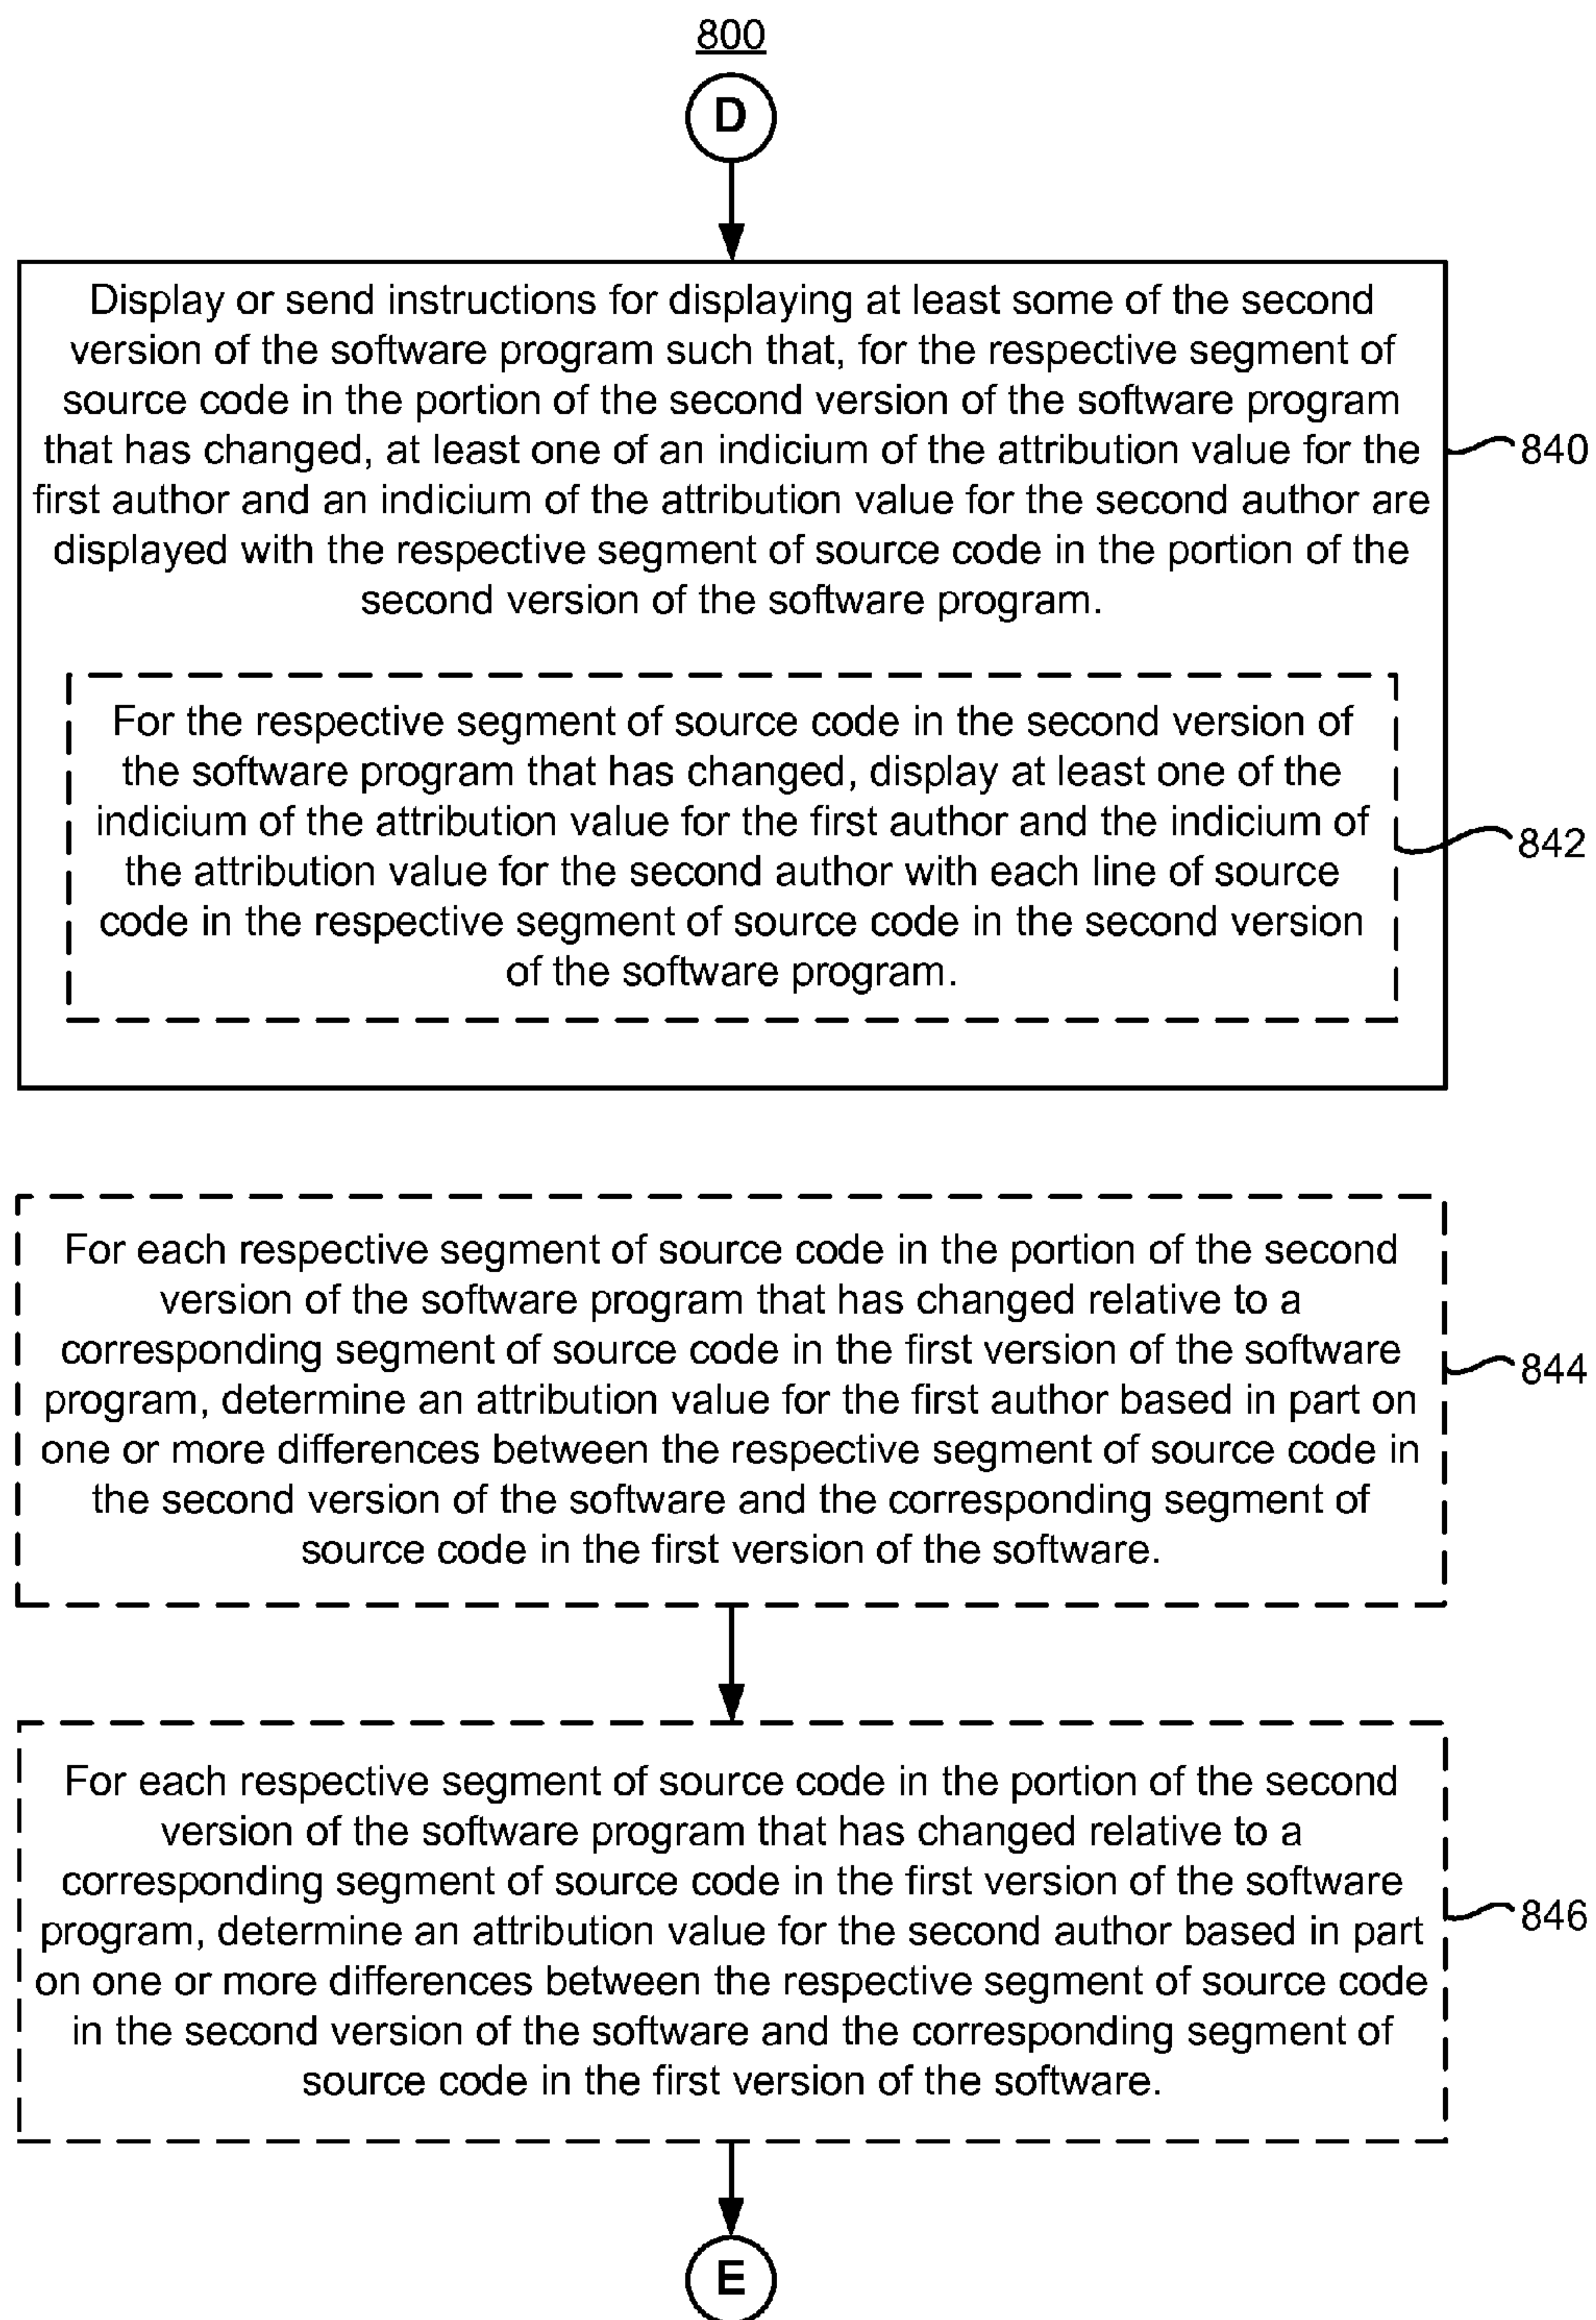 800
D
Display or send instructions for displaying at least some of the second
version of the software program such that, for the respective segment of
source code in the portion of the second version of the software program
that has changed, at least one of an indicium of the attribution value for the
first author and an indicium of the attribution value for the second author are
displayed with the respective segment of source code in the portion of the
second version of the software program.
840
For the respective segment of source code in the second version of
the software program that has changed, display at least one of the
indicium of the attribution value for the first author and the indicium of
the attribution value for the second author with each line of source
code in the respective segment of source code in the second version
of the software program.
842
For each respective segment of source code in the portion of the second
version of the software program that has changed relative to a
corresponding segment of source code in the first version of the software
program, determine an attribution value for the first author based in part on
one or more differences between the respective segment of source code in
the second version of the software and the corresponding segment of
source code in the first version of the software.
844
For each respective segment of source code in the portion of the second
version of the software program that has changed relative to a
corresponding segment of source code in the first version of the software
program, determine an attribution value for the second author based in part
on one or more differences between the respective segment of source code
in the second version of the software and the corresponding segment of
source code in the first version of the software.
846
E